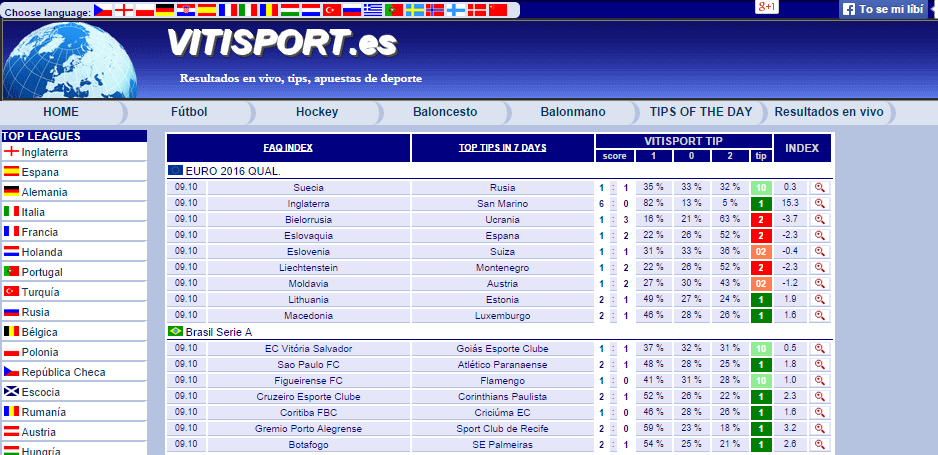 Choose language:
g+1
To se mi líbí
VITISPORT.es
Resultados en vivo, tips, apuestas de deporte
HOME Fútbol Hockey Baloncesto Balonmano TIPS OF THE DAY Resultados en vivo
TOP LEAGUES
Inglaterra
Espana
Alemania
Italia
Francia
Holanda
Portugal
Turquía
Rusia
Bélgica
Polonia
República Checa
Escocia
Rumanía
Austria
Hungría
FAQ INDEX TOP TIPS IN 7 DAYS VITISPORT TIP INDEX
score 1 0 2 tip
EURO 2016 QUAL.
09.10 Suecia Rusia 1 : 1 35 % 33 % 32 % 10 0.3
09.10 Inglaterra San Marino 6 : 0 82 % 13 % 5 % 1 15.3
09.10 Bielorrusia Ucrania 1 : 3 16 % 21 % 63 % 2 -3.7
09.10 Eslovaquia Espana 1 : 2 22 % 26 % 52 % 2 -2.3
09.10 Eslovenia Suiza 1 : 1 31 % 33 % 36 % 02 -0.4
09.10 Liechtenstein Montenegro 1 : 2 22 % 26 % 52 % 2 -2.3
09.10 Moldavia Austria 1 : 2 27 % 30 % 43 % 02 -1.2
09.10 Lithuania Estonia 2 : 1 49 % 27 % 24 % 1 1.9
09.10 Macedonia Luxemburgo 2 : 1 46 % 28 % 26 % 1 1.6
Brasil Serie A
09.10 EC Vitória Salvador Goiás Esporte Clube 1 : 1 37 % 32 % 31 % 10 0.5
09.10 Sao Paulo FC Atlético Paranaense 2 : 1 48 % 28 % 25 % 1 1.8
09.10 Figueirense FC Flamengo 1 : 0 41 % 31 % 28 % 10 1.0
09.10 Cruzeiro Esporte Clube Corinthians Paulista 2 : 1 52 % 26 % 22 % 1 2.3
09.10 Coritiba FBC Criciúma EC 1 : 0 46 % 28 % 26 % 1 1.6
09.10 Gremio Porto Alegrense Sport Club de Recife 2 : 0 59 % 23 % 18 % 1 3.2
09.10 Botafogo SE Palmeiras 2 : 1 54 % 25 % 21 % 1 2.6